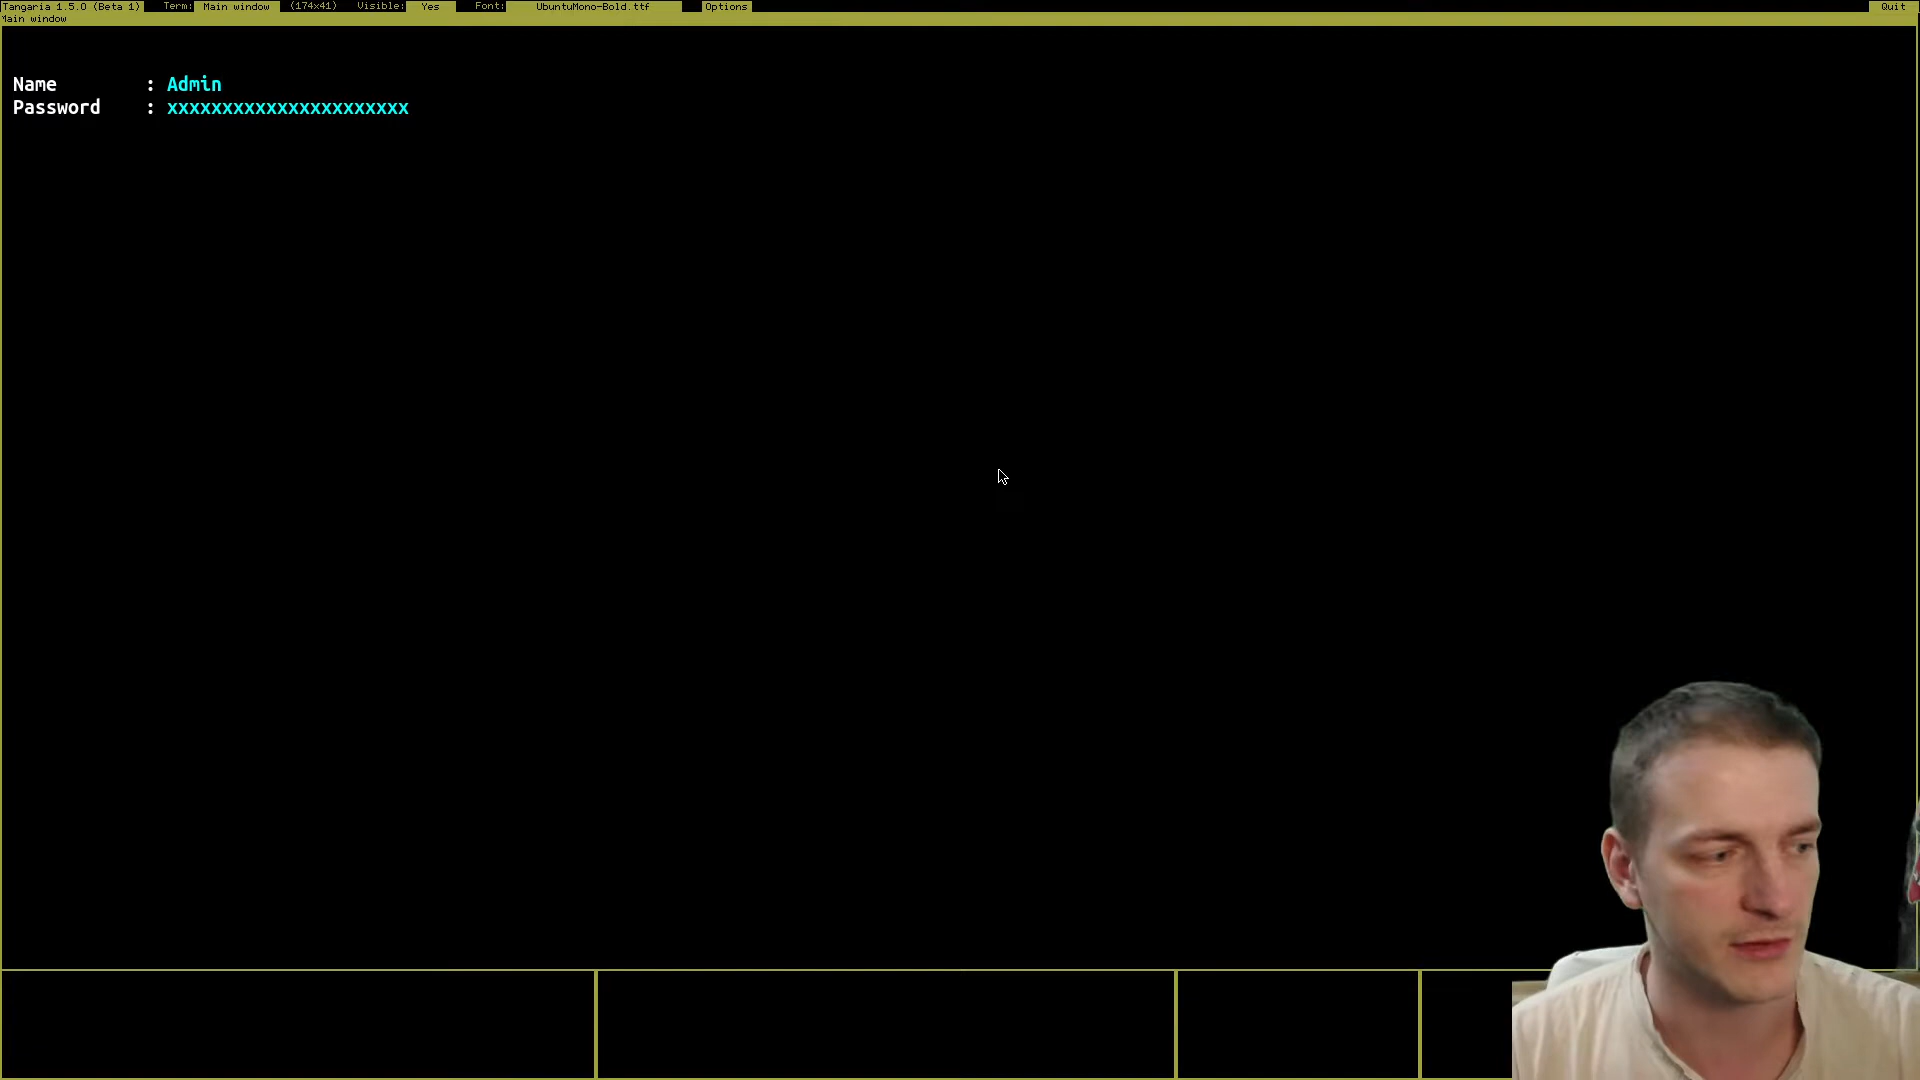 Tangaria 1.5.0 (Beta 1) Term: Main window (174x41) Visible: Yes Font: UbuntuMono-Bold.ttf Options Quit
Main window
Name : Admin
Password : xxxxxxxxxxxxxxxxxxxxxx